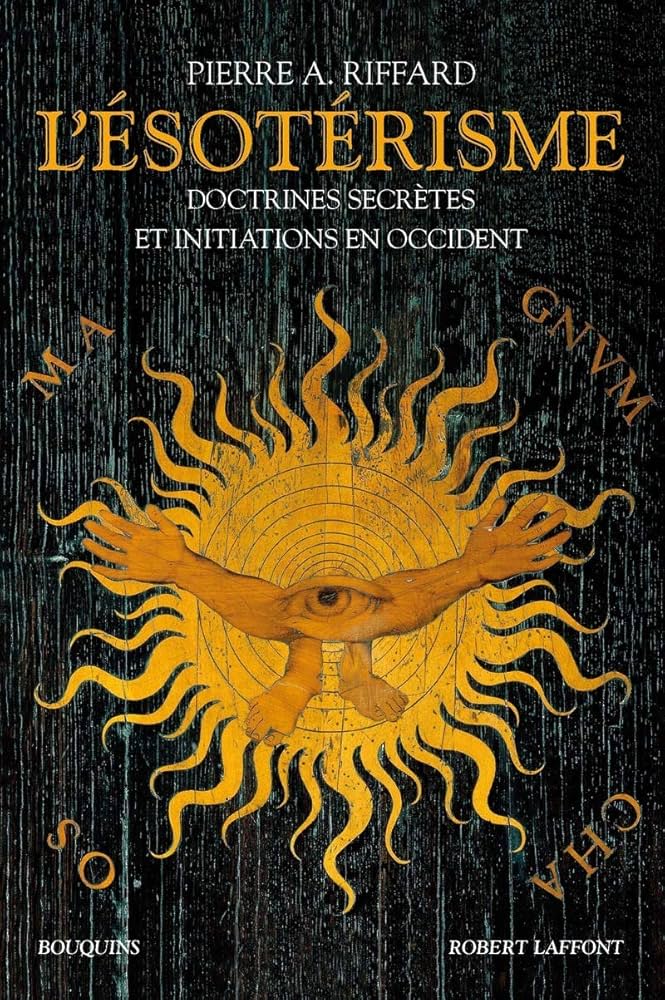 PIERRE A. RIFFARD
L'ÉSOTÉRISME
DOCTRINES SECRÈTES
ET INITIATIONS EN OCCIDENT
MA
GNVM
OS
CHA
BOUQUINS
ROBERT LAFFONT